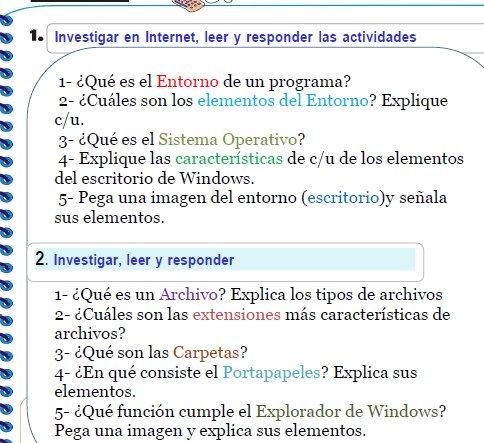 1. Investigar en Internet, leer y responder las actividades
1- ¿Qué es el Entorno de un programa?
2- ¿Cuáles son los elementos del Entorno? Explique
c/u.
3- ¿Qué es el Sistema Operativo?
4- Explique las características de c/u de los elementos
del escritorio de Windows.
5- Pega una imagen del entorno (escritorio)y señala
sus elementos.
2. Investigar, leer y responder
1- ¿Qué es un Archivo? Explica los tipos de archivos
2- ¿Cuáles son las extensiones más características de
archivos?
3- ¿Qué son las Carpetas?
4- ¿En qué consiste el Portapapeles? Explica sus
elementos.
5- ¿Qué función cumple el Explorador de Windows?
Pega una imagen y explica sus elementos.